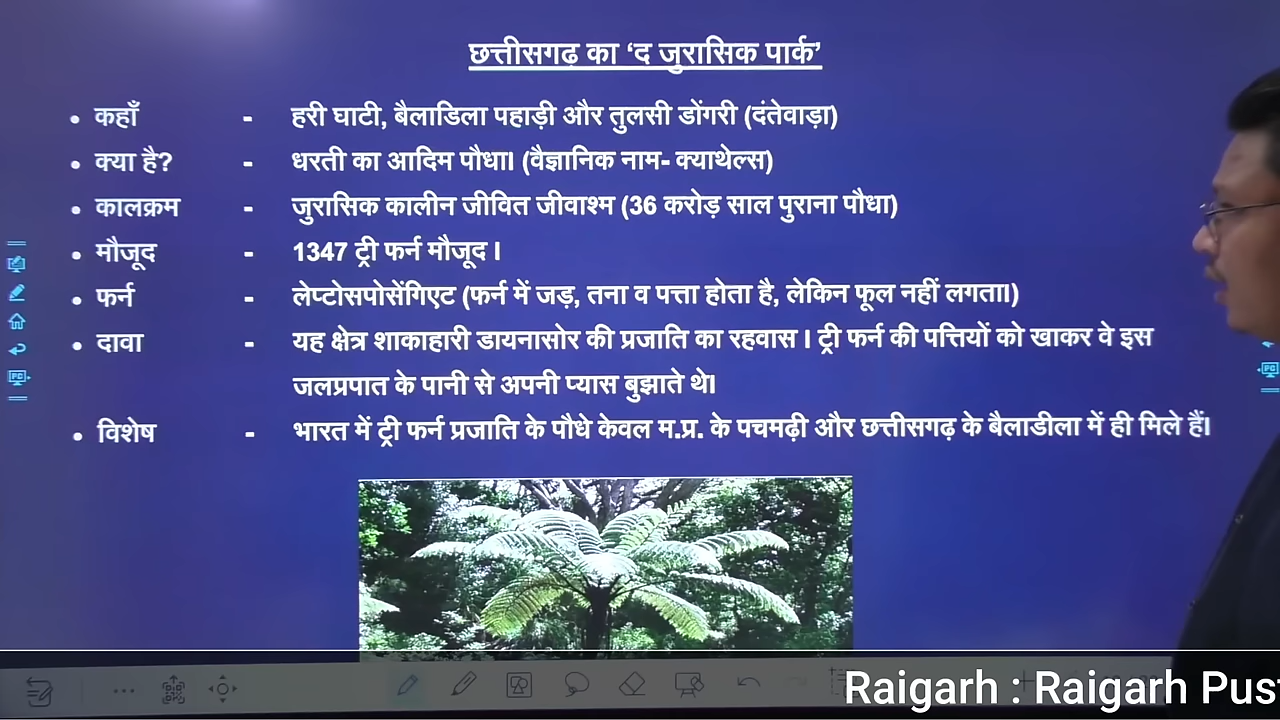 छत्तीसगढ का ‘द जुरासिक पार्क’
• कहाँ - हरी घाटी, बैलाडिला पहाड़ी और तुलसी डोंगरी (दंतेवाड़ा)
• क्या है? - धरती का आदिम पौधा। (वैज्ञानिक नाम- क्याथेल्स)
• कालक्रम - जुरासिक कालीन जीवित जीवाश्म (36 करोड़ साल पुराना पौधा)
• मौजूद - 1347 ट्री फर्न मौजूद।
• फर्न - लेप्टोसपोसेंगिएट (फर्न में जड़, तना व पत्ता होता है, लेकिन फूल नहीं लगता।)
• दावा - यह क्षेत्र शाकाहारी डायनासोर की प्रजाति का रहवास। ट्री फर्न की पत्तियों को खाकर वे इस
जलप्रपात के पानी से अपनी प्यास बुझाते थे।
• विशेष - भारत में ट्री फर्न प्रजाति के पौधे केवल म.प्र. के पचमढ़ी और छत्तीसगढ़ के बैलाडीला में ही मिले हैं।
Raigarh : Raigarh Pus